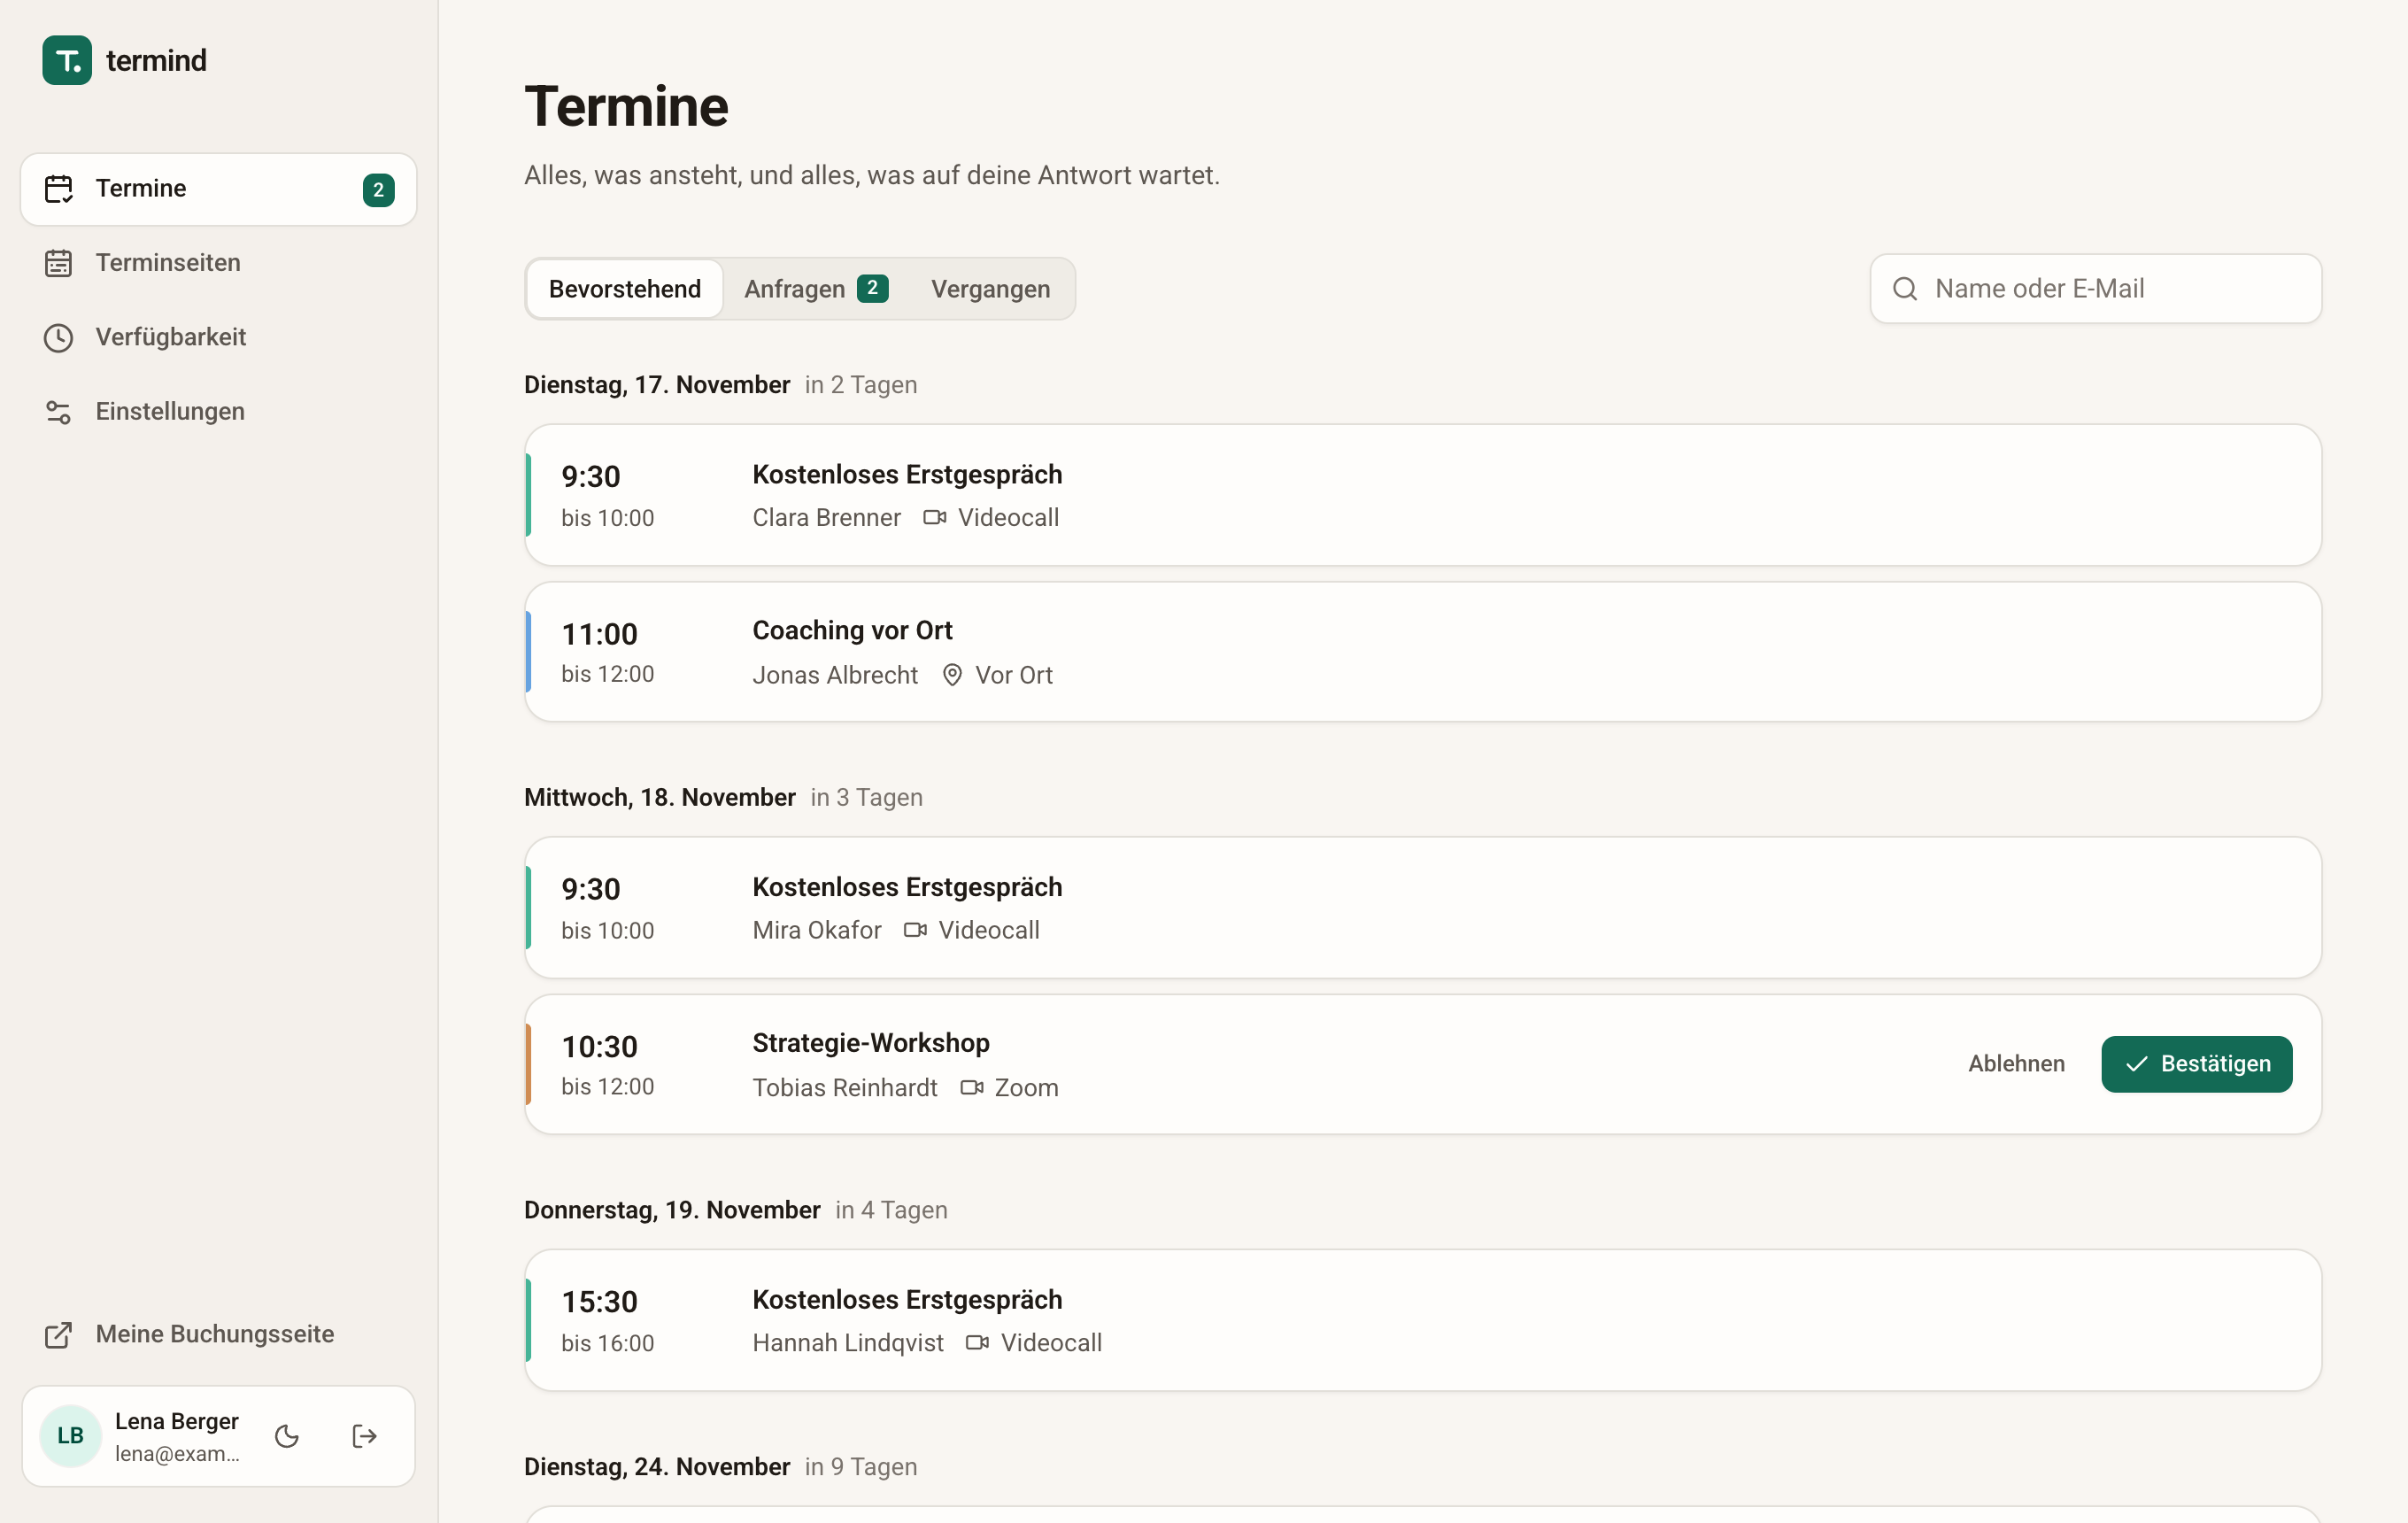 T. termind
Termine 2
Terminseiten
Verfügbarkeit
Einstellungen
Meine Buchungsseite
LB
Lena Berger
lena@exam...
Termine
Alles, was ansteht, und alles, was auf deine Antwort wartet.
Bevorstehend Anfragen 2 Vergangen
Name oder E-Mail
Dienstag, 17. November in 2 Tagen
9:30 Kostenloses Erstgespräch
bis 10:00 Clara Brenner Videocall
11:00 Coaching vor Ort
bis 12:00 Jonas Albrecht Vor Ort
Mittwoch, 18. November in 3 Tagen
9:30 Kostenloses Erstgespräch
bis 10:00 Mira Okafor Videocall
10:30 Strategie-Workshop
bis 12:00 Tobias Reinhardt Zoom
Ablehnen Bestätigen
Donnerstag, 19. November in 4 Tagen
15:30 Kostenloses Erstgespräch
bis 16:00 Hannah Lindqvist Videocall
Dienstag, 24. November in 9 Tagen